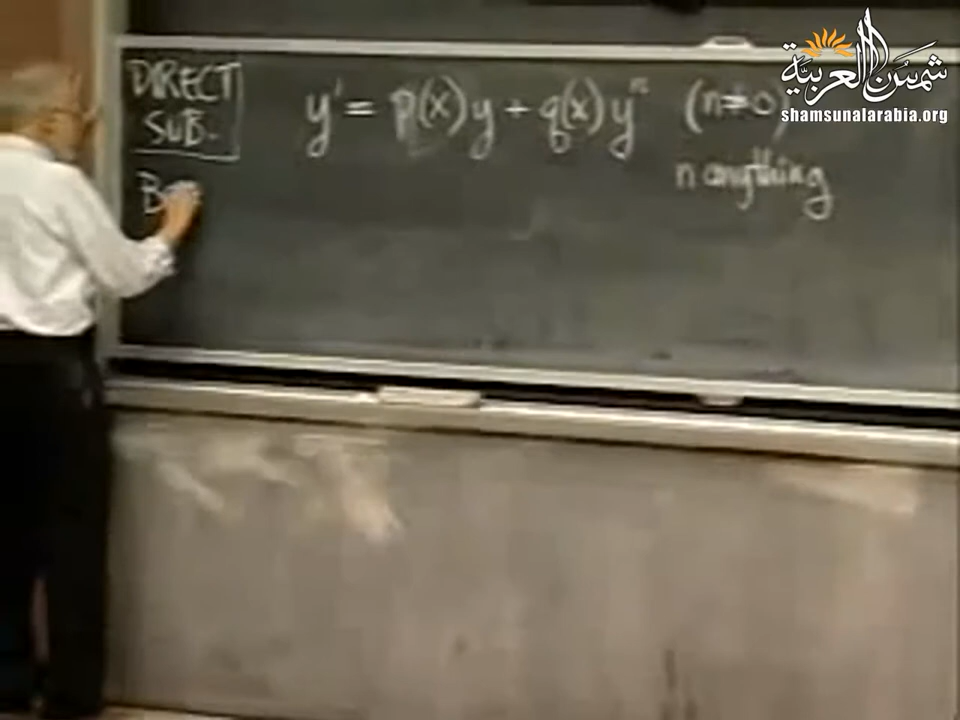 DIRECT
SUB.
y' = p(x)y + q(x)yⁿ (n≠0,
n anything
شمس العربية
shamsunalarabia.org